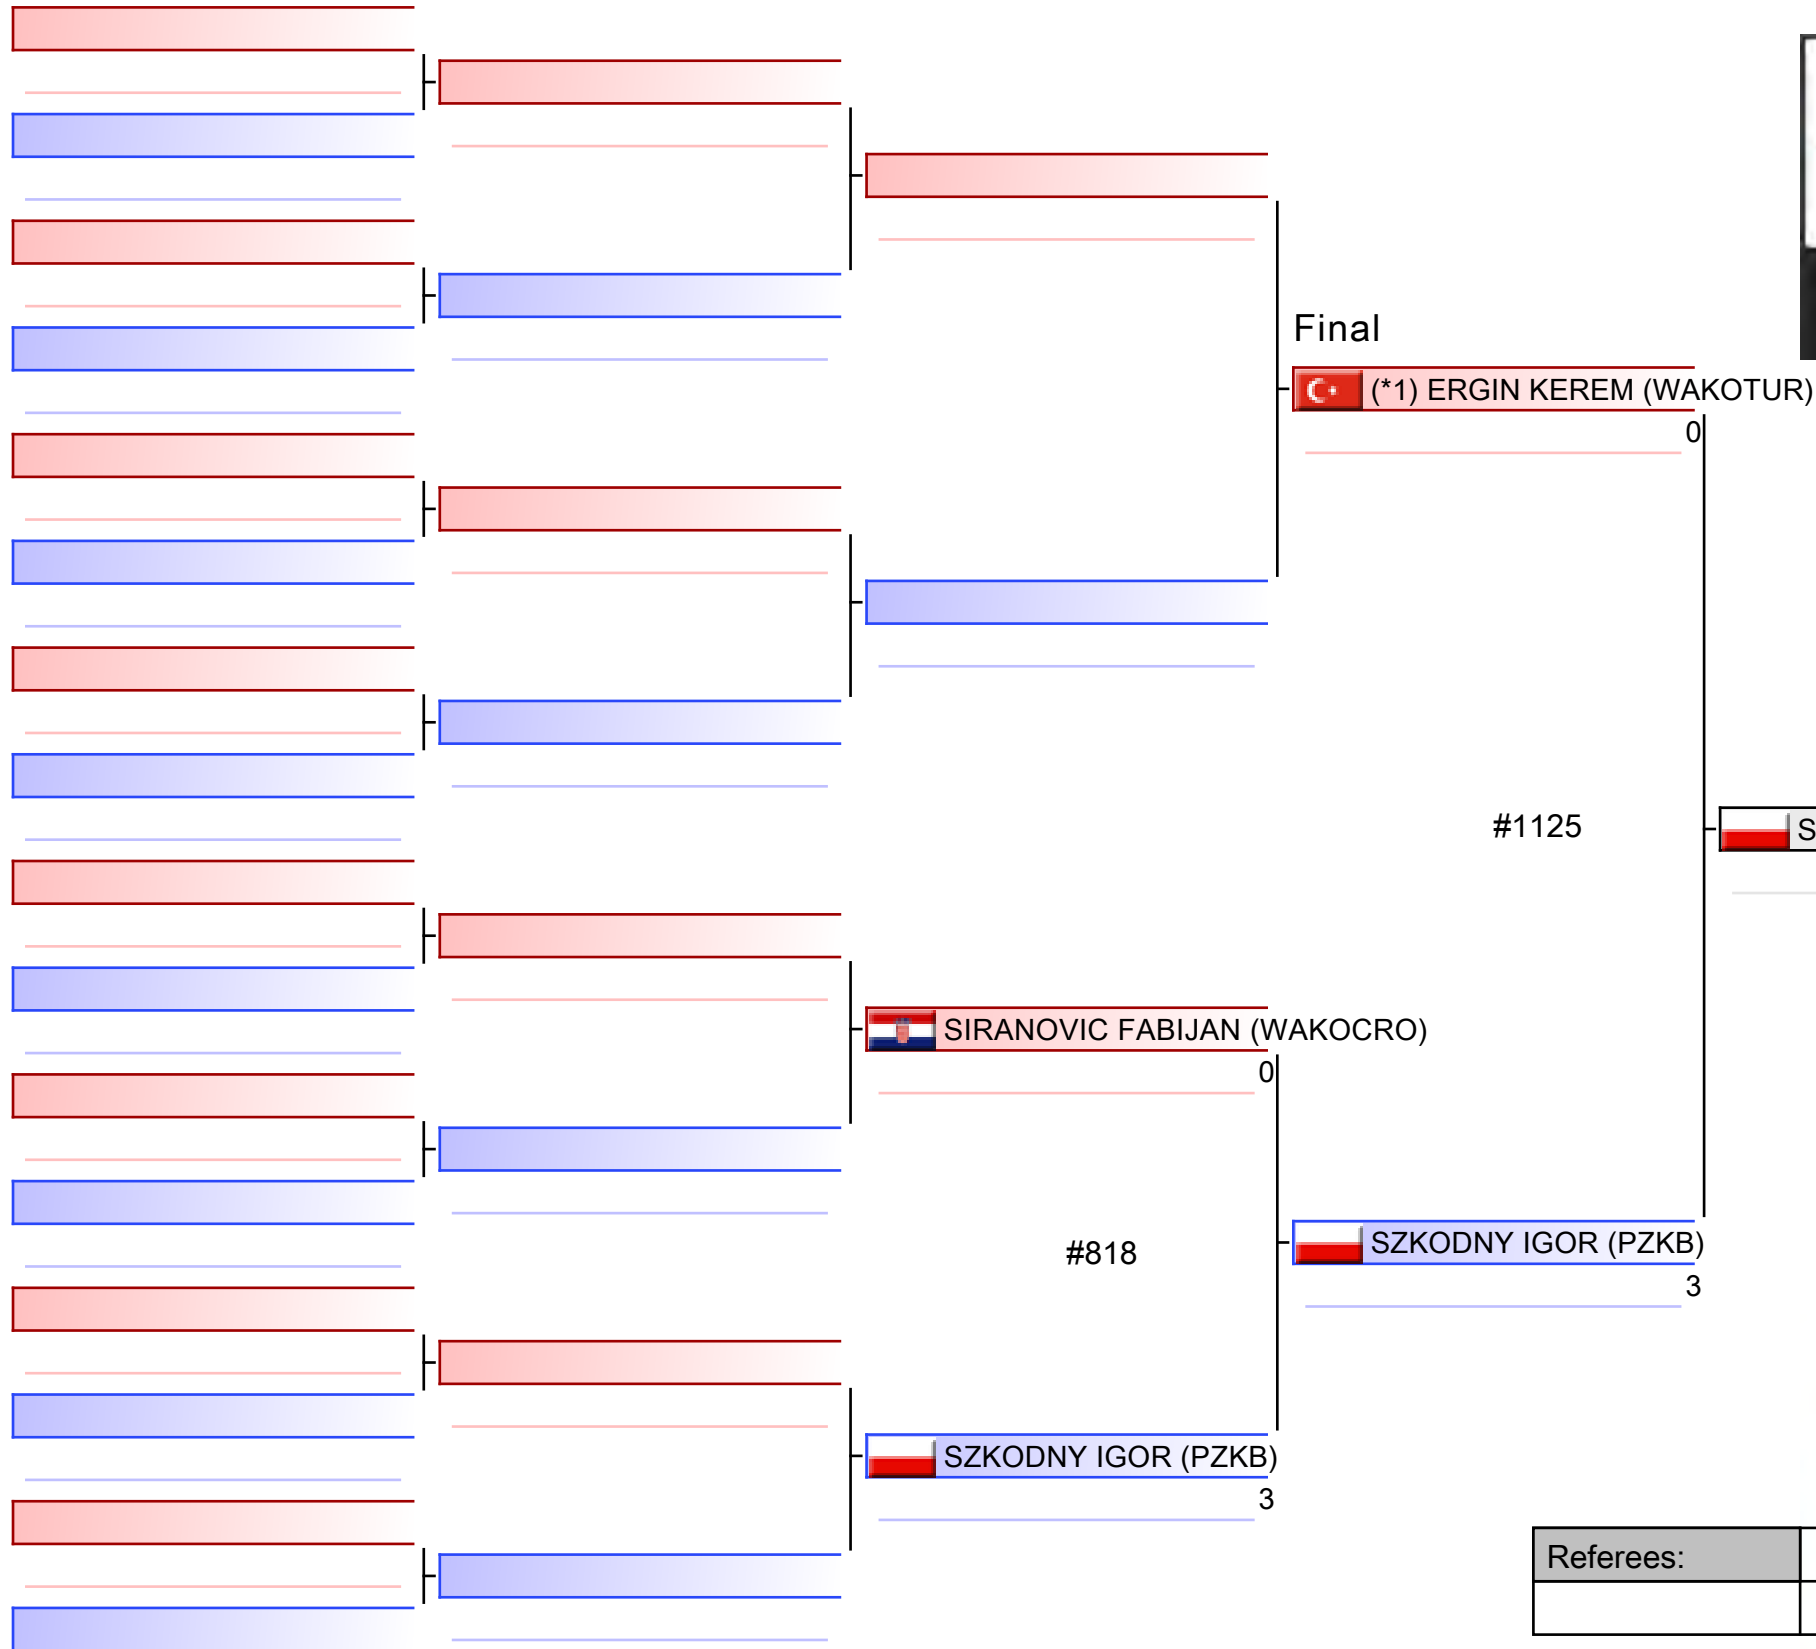 Final
(*1) ERGIN KEREM (WAKOTUR)
0
#1125
S
SIRANOVIC FABIJAN (WAKOCRO)
0
#818
SZKODNY IGOR (PZKB)
3
SZKODNY IGOR (PZKB)
3
Referees: